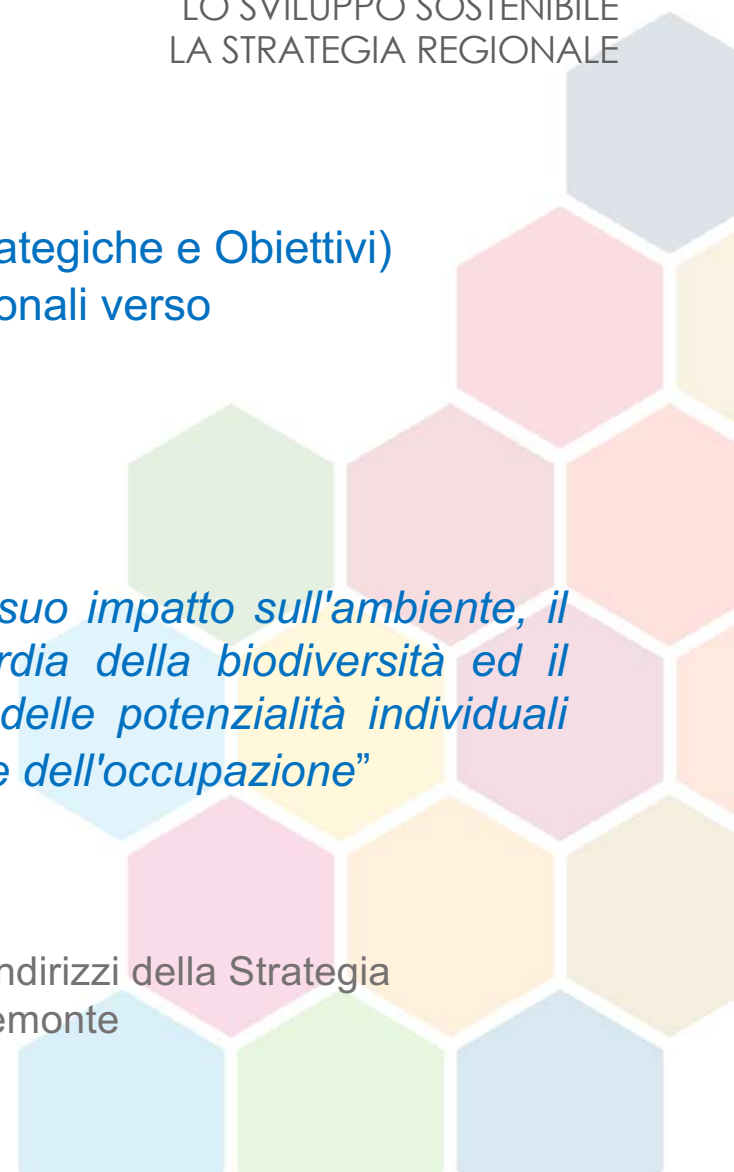 LO SVILUPPO SOSTENIBILE
LA STRATEGIA REGIONALE
ategiche e Obiettivi)
onali verso
suo impatto sull'ambiente, il
rdia della biodiversità ed il
delle potenzialità individuali
e dell'occupazione”
ndirizzi della Strategia
emonte